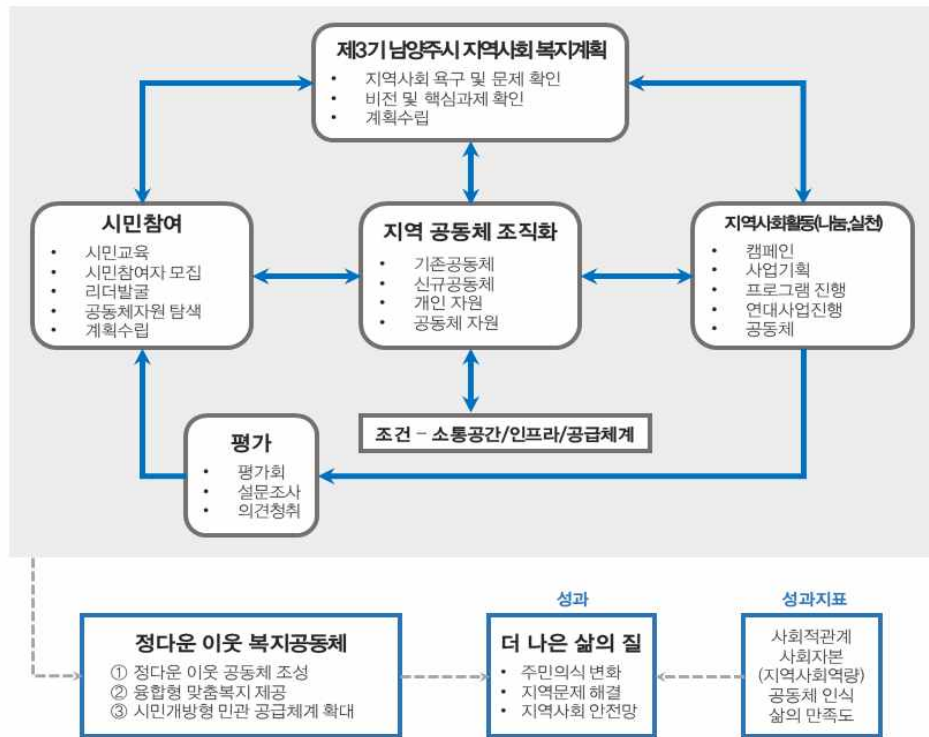 제3기 남양주시 지역사회 복지계획
• 지역사회 욕구 및 문제 확인
• 비전 및 핵심과제 확인
• 계획수립
시민참여
• 시민교육
• 시민참여자 모집
• 리더발굴
• 공동체자원 탐색
• 계획수립
지역 공동체 조직화
• 기존공동체
• 신규공동체
• 개인 자원
• 공동체 자원
지역사회활동(나눔,실천)
• 캠페인
• 사업기획
• 프로그램 진행
• 연대사업진행
• 공동체
조건 – 소통공간/인프라/공급체계
평가
• 평가회
• 설문조사
• 의견청취
정다운 이웃 복지공동체
① 정다운 이웃 공동체 조성
② 융합형 맞춤복지 제공
③ 시민개방형 민관 공급체계 확대
성과
더 나은 삶의 질
• 주민의식 변화
• 지역문제 해결
• 지역사회 안전망
성과지표
사회적관계
사회자본
(지역사회역량)
공동체 인식
삶의 만족도